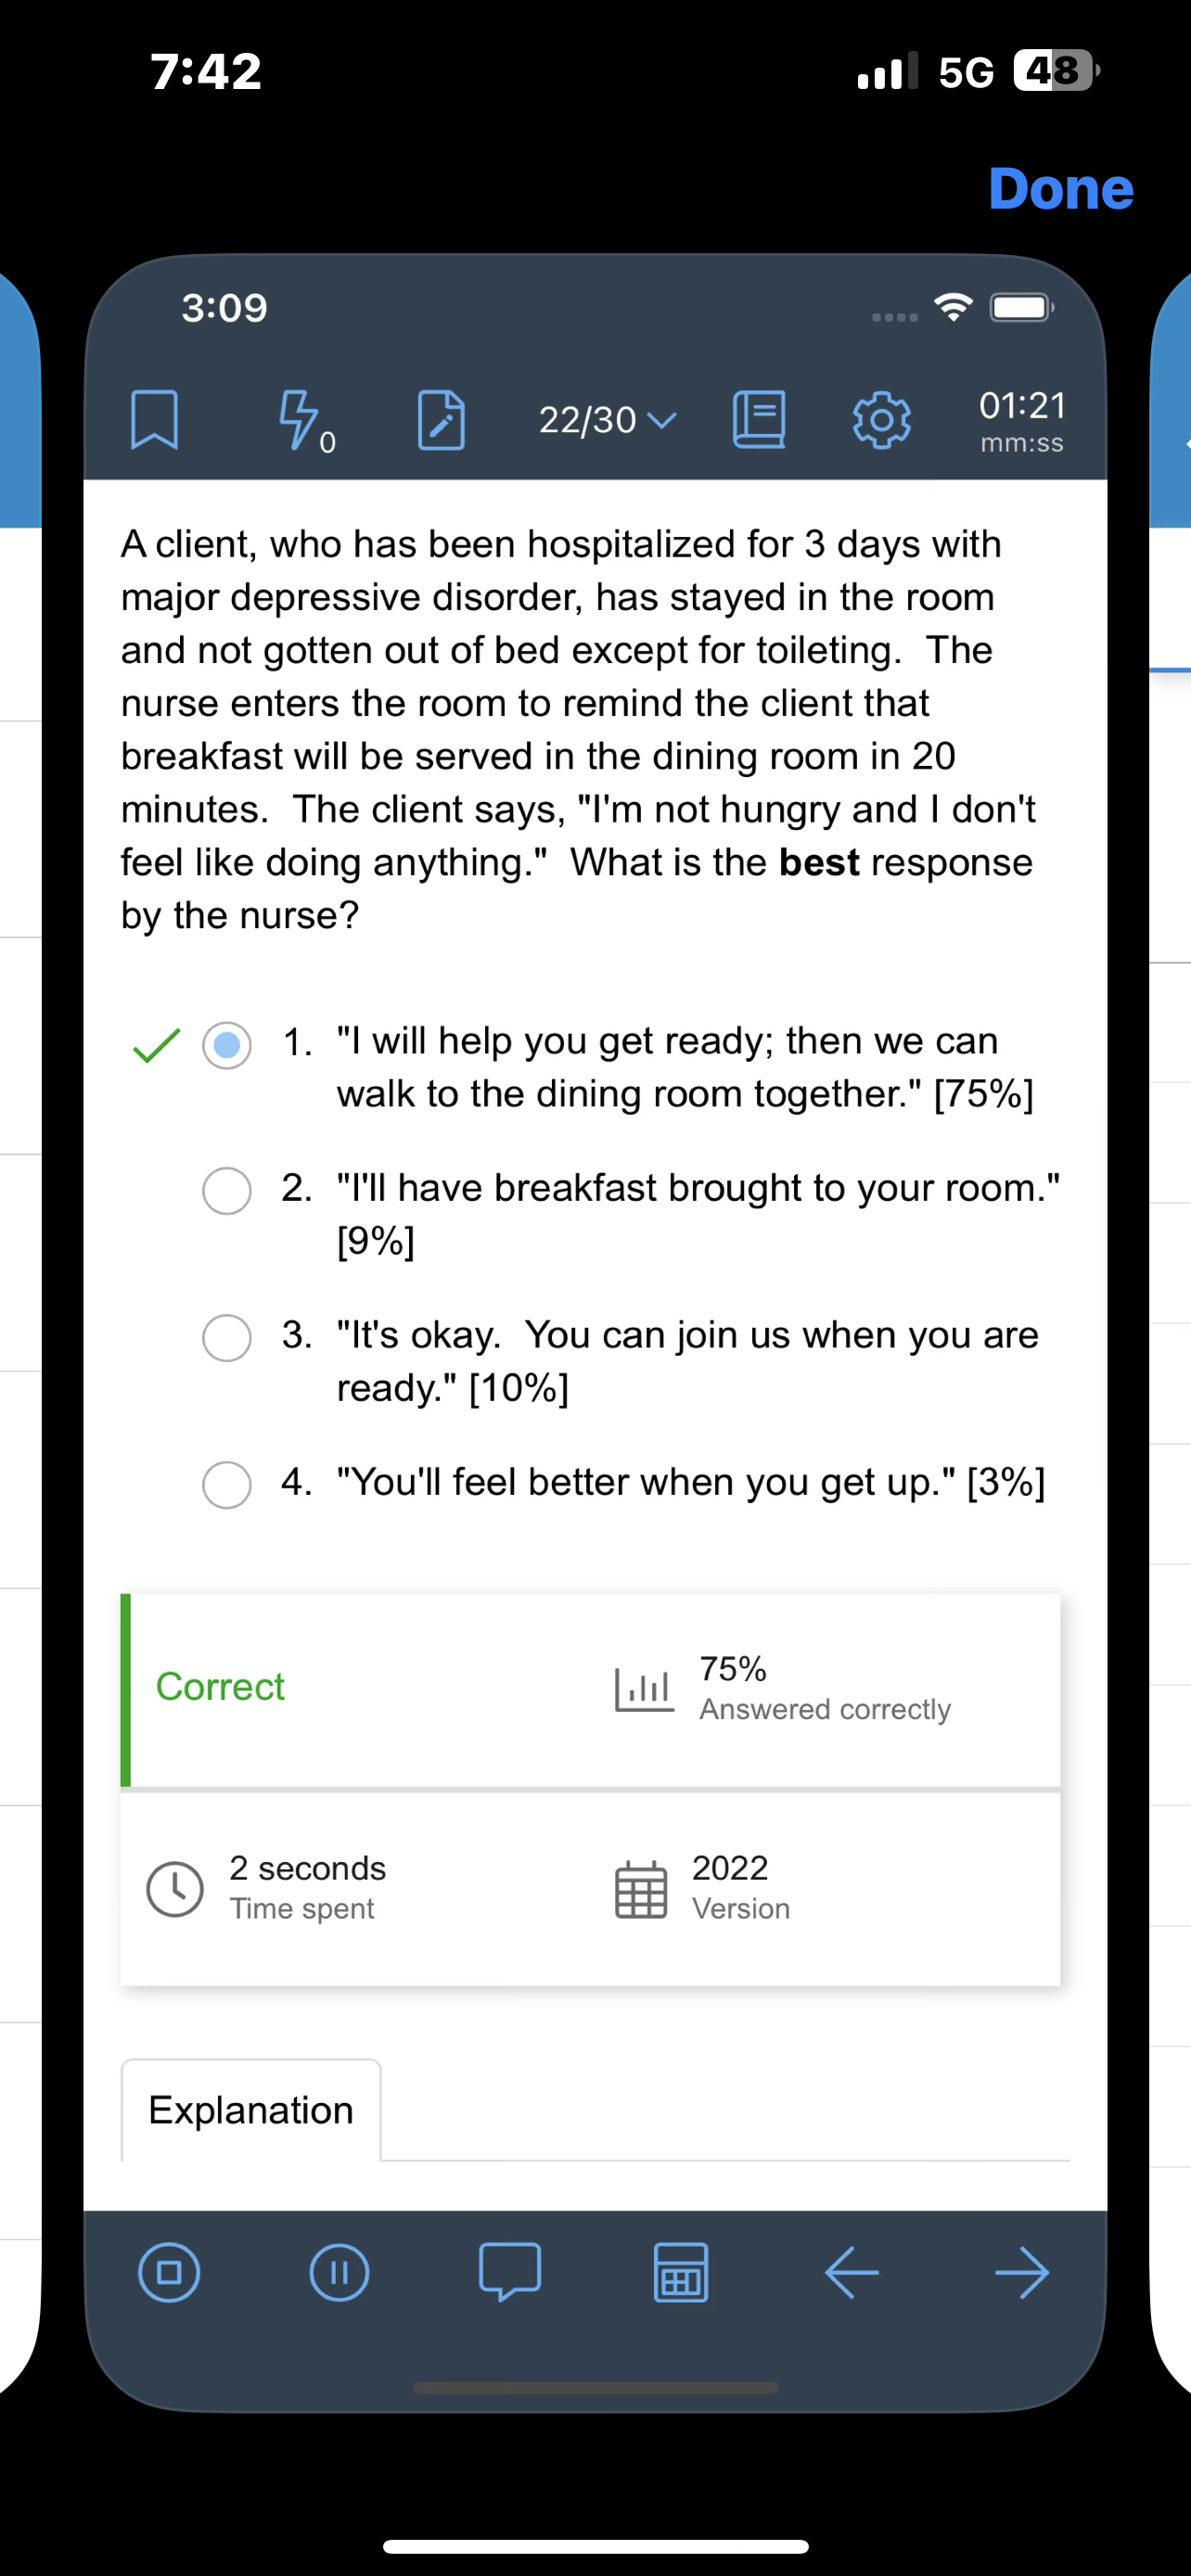 7:42
5G 48
Done
3:09
0
22/30
01:21
mm:ss
A client, who has been hospitalized for 3 days with
major depressive disorder, has stayed in the room
and not gotten out of bed except for toileting.  The
nurse enters the room to remind the client that
breakfast will be served in the dining room in 20
minutes.  The client says, "I'm not hungry and I don't
feel like doing anything."  What is the best response
by the nurse?
1. "I will help you get ready; then we can
walk to the dining room together." [75%]
2. "I'll have breakfast brought to your room."
[9%]
3. "It's okay.  You can join us when you are
ready." [10%]
4. "You'll feel better when you get up." [3%]
Correct
75%
Answered correctly
2 seconds
Time spent
2022
Version
Explanation